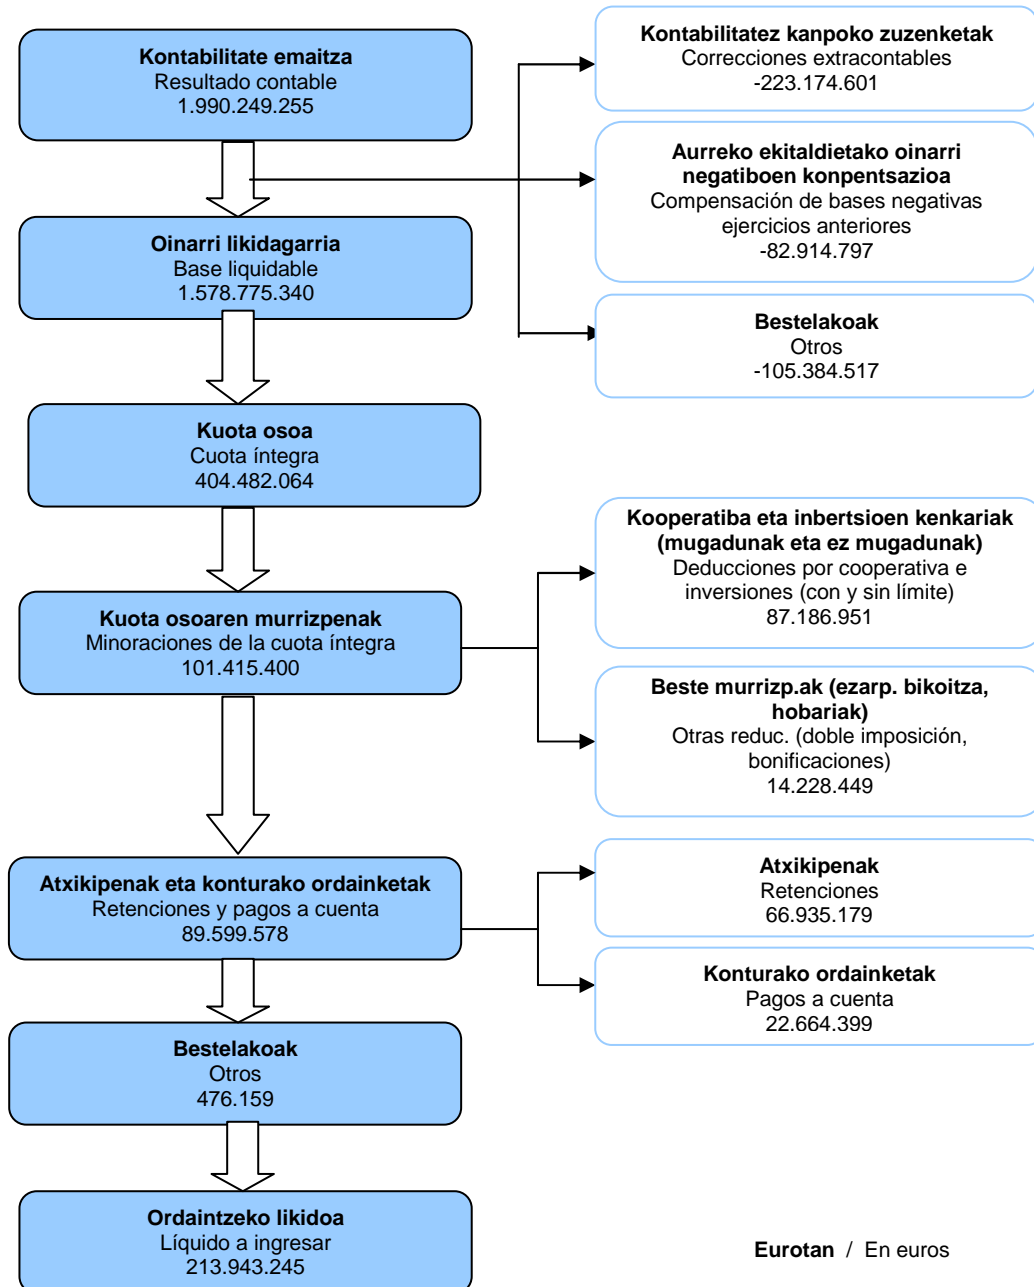 Kontabilitate emaitza
Resultado contable
1.990.249.255
Kontabilitatez kanpoko zuzenketak
Correcciones extracontables
-223.174.601
Aurreko ekitaldietako oinarri
negatiboen konpentsazioa
Compensación de bases negativas
ejercicios anteriores
-82.914.797
Oinarri likidagarria
Base liquidable
1.578.775.340
Bestelakoak
Otros
-105.384.517
Kuota osoa
Cuota íntegra
404.482.064
Kooperatiba eta inbertsioen kenkariak
(mugadunak eta ez mugadunak)
Deducciones por cooperativa e
inversiones (con y sin límite)
87.186.951
Kuota osoaren murrizpenak
Minoraciones de la cuota íntegra
101.415.400
Beste murrizp.ak (ezarp. bikoitza,
hobariak)
Otras reduc. (doble imposición,
bonificaciones)
14.228.449
Atxikipenak eta konturako ordainketak
Retenciones y pagos a cuenta
89.599.578
Atxikipenak
Retenciones
66.935.179
Konturako ordainketak
Pagos a cuenta
22.664.399
Bestelakoak
Otros
476.159
Ordaintzeko likidoa
Líquido a ingresar
213.943.245
Eurotan / En euros